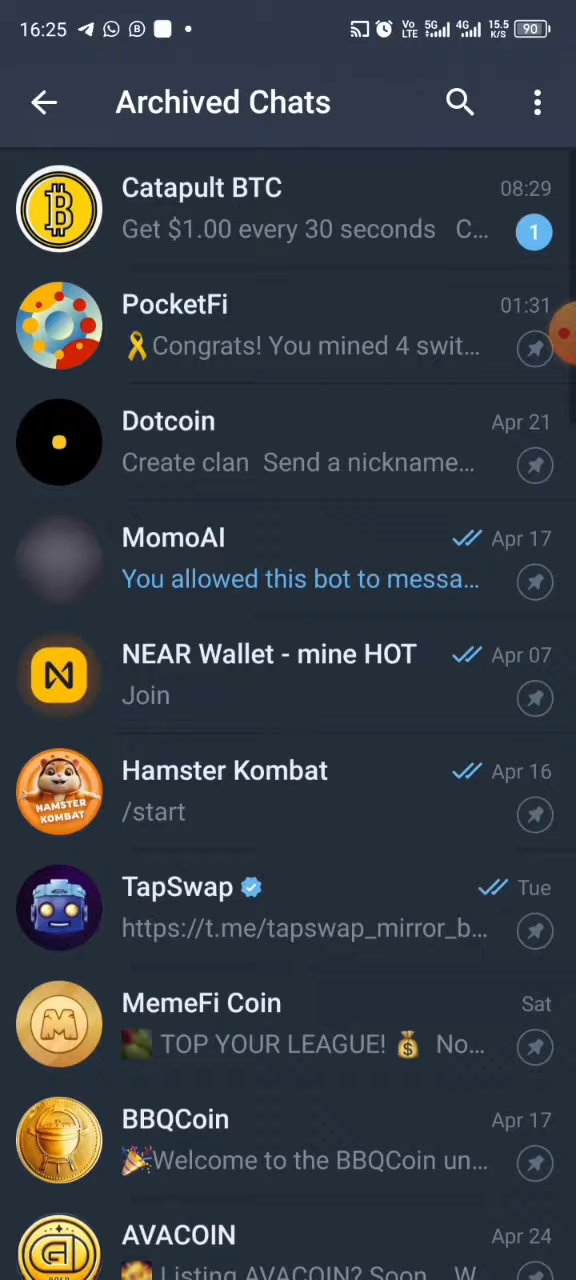 16:25 Vo LTE 5G 4G 15.5 K/S 90
Archived Chats
Catapult BTC 08:29
Get $1.00 every 30 seconds C... 1
PocketFi 01:31
🎗Congrats! You mined 4 swit...
Dotcoin Apr 21
Create clan Send a nickname...
MomoAI Apr 17
You allowed this bot to messa...
NEAR Wallet - mine HOT Apr 07
Join
Hamster Kombat Apr 16
HAMSTER
KOMBAT
/start
TapSwap Tue
https://t.me/tapswap_mirror_b...
MemeFi Coin Sat
TOP YOUR LEAGUE! 💰 No...
BBQCoin Apr 17
🎉Welcome to the BBQCoin un...
AVACOIN Apr 24
Listing AVACOIN? Soon W